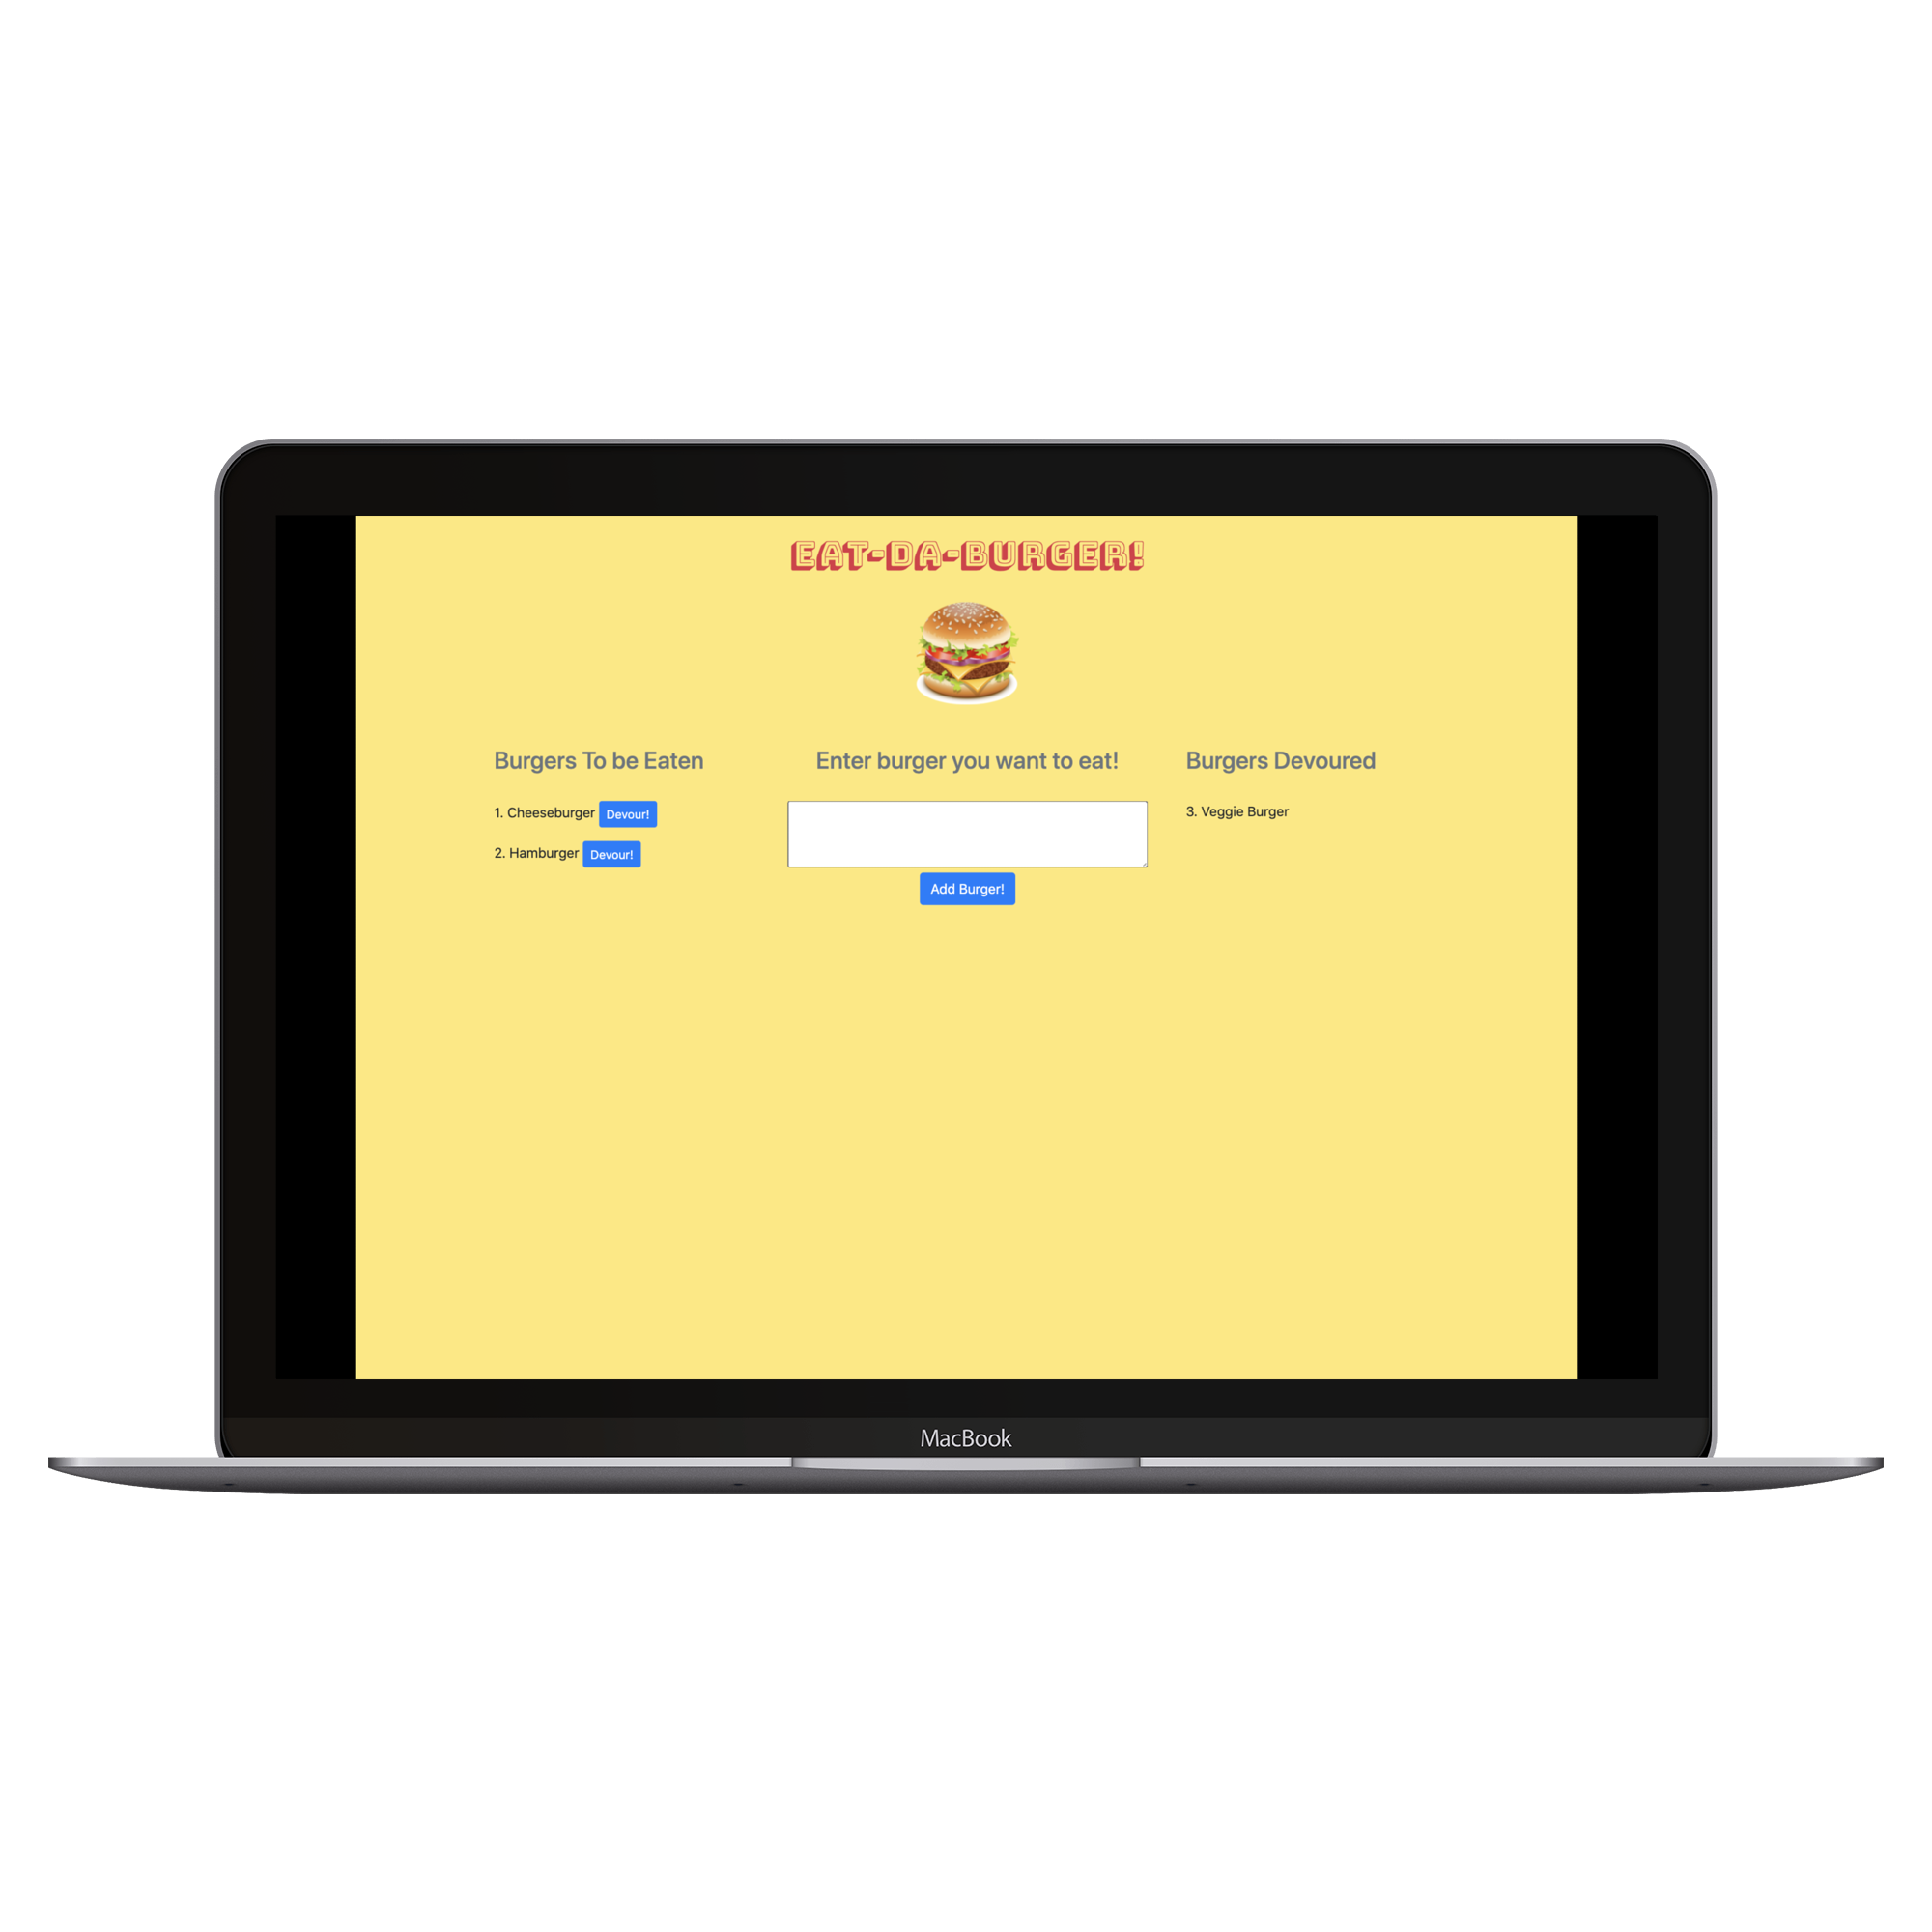 EAT-DA-BURGER!
Burgers To be Eaten
1. Cheeseburger Devour!
2. Hamburger Devour!
Enter burger you want to eat!
Add Burger!
Burgers Devoured
3. Veggie Burger
MacBook